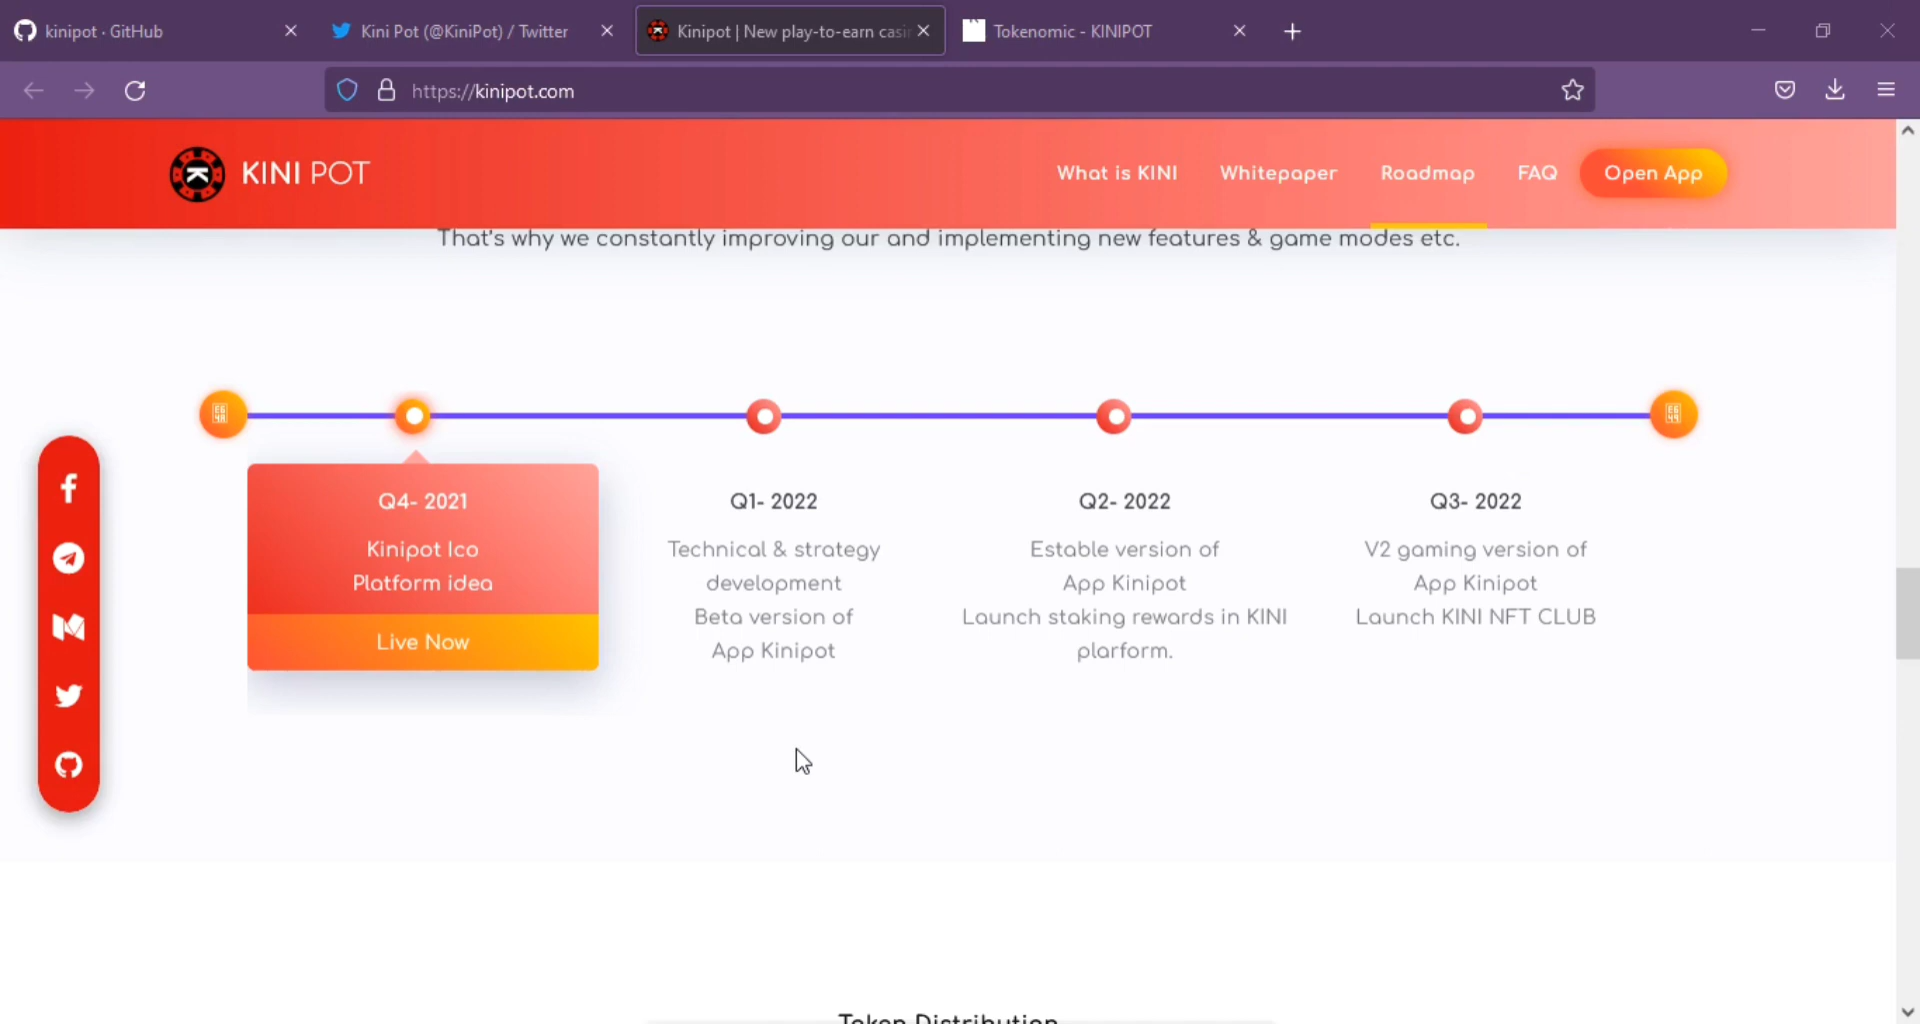 kinipot · GitHub
Kini Pot (@KiniPot) / Twitter
Kinipot | New play-to-earn casi
Tokenomic - KINIPOT
https://kinipot.com
KINI POT
What is KINI
Whitepaper
Roadmap
FAQ
Open App
That's why we constantly improving our and implementing new features & game modes etc.
Q4- 2021
Kinipot Ico
Platform idea
Live Now
Q1- 2022
Technical & strategy
development
Beta version of
App Kinipot
Q2- 2022
Estable version of
App Kinipot
Launch staking rewards in KINI
plarform.
Q3- 2022
V2 gaming version of
App Kinipot
Launch KINI NFT CLUB
Token Distribution